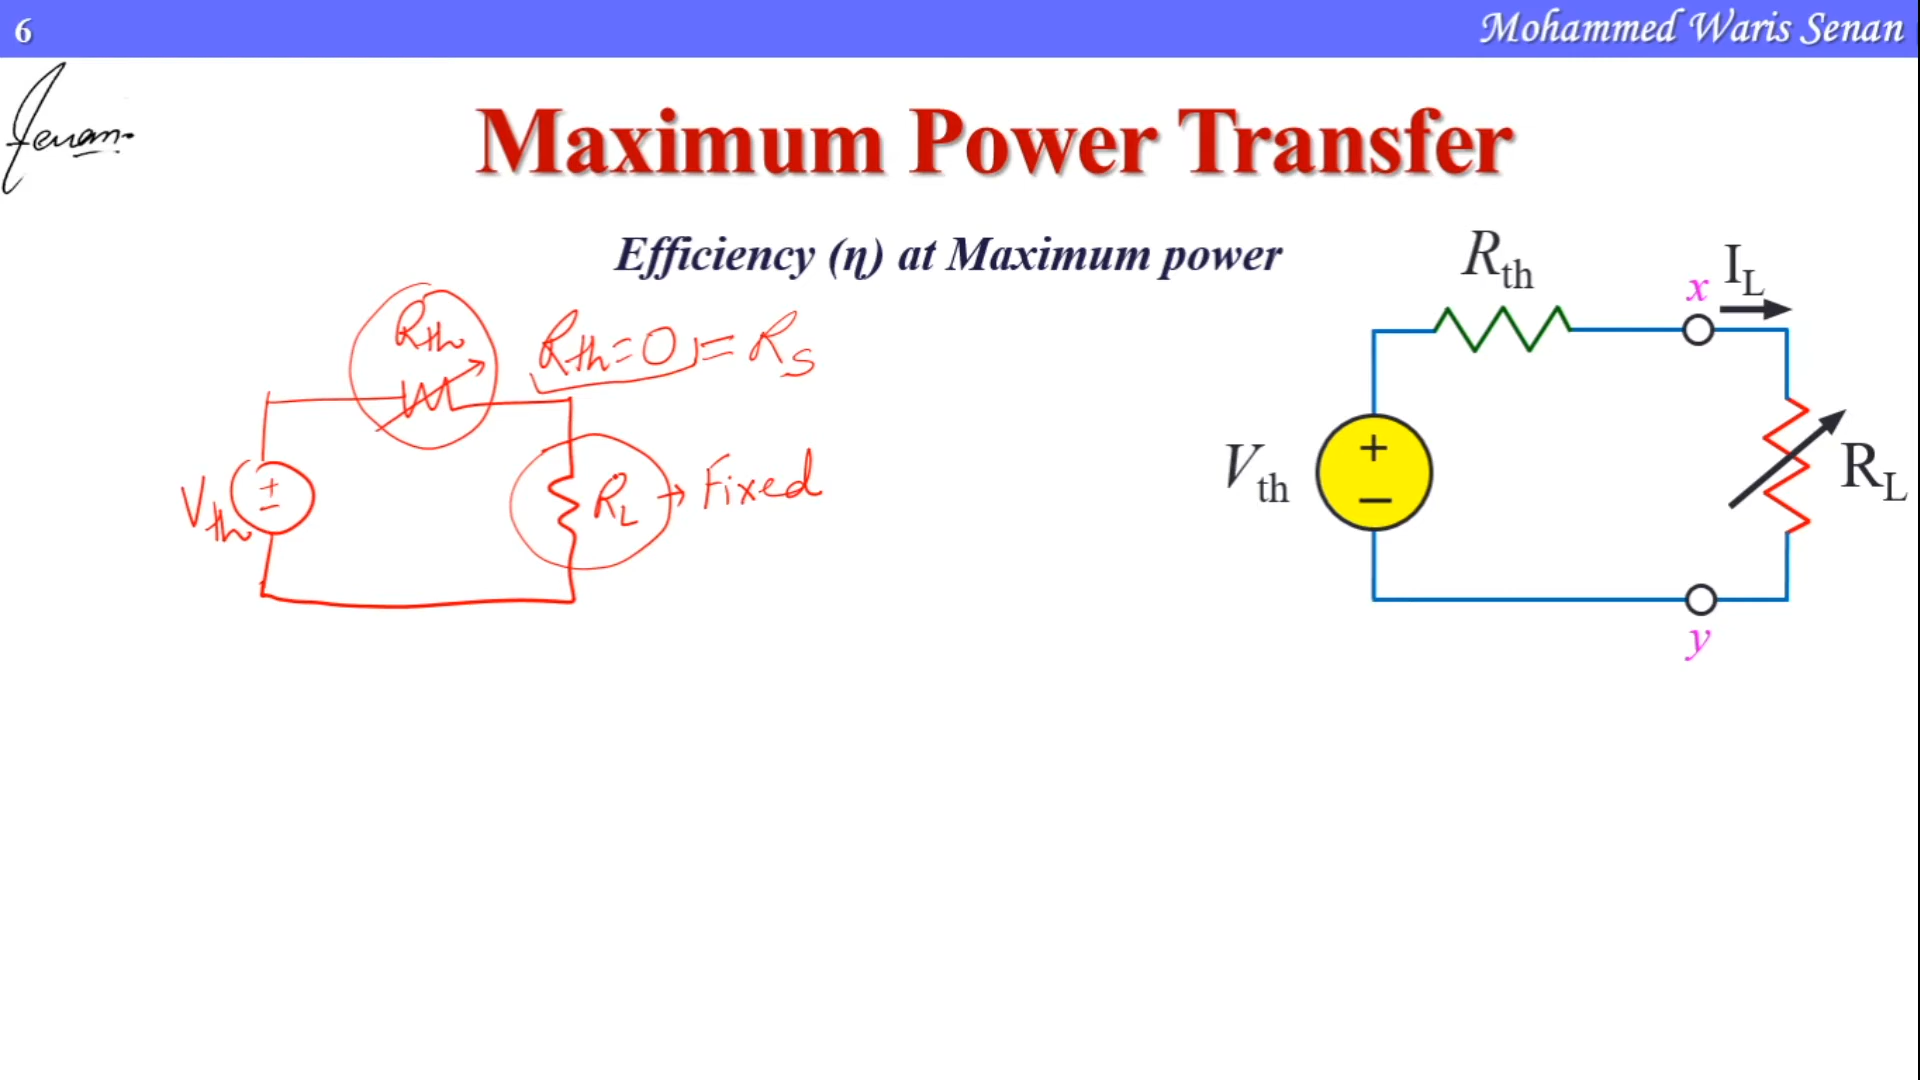 6
Mohammed Waris Senan
Senan
Maximum Power Transfer
Efficiency (η) at Maximum power
Rth
Rth=0 = RS
Vth
+
−
RL → Fixed
Rth
x
IL
Vth
+
−
RL
y